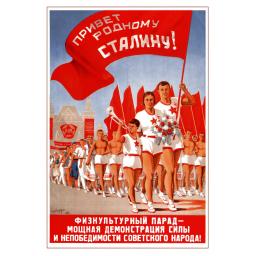 ПРИВЕТ
РОДНОМУ
СТАЛИНУ!
ФИЗКУЛЬТУРНЫЙ ПАРАД–
МОЩНАЯ ДЕМОНСТРАЦИЯ СИЛЫ
И НЕПОБЕДИМОСТИ СОВЕТСКОГО НАРОДА!